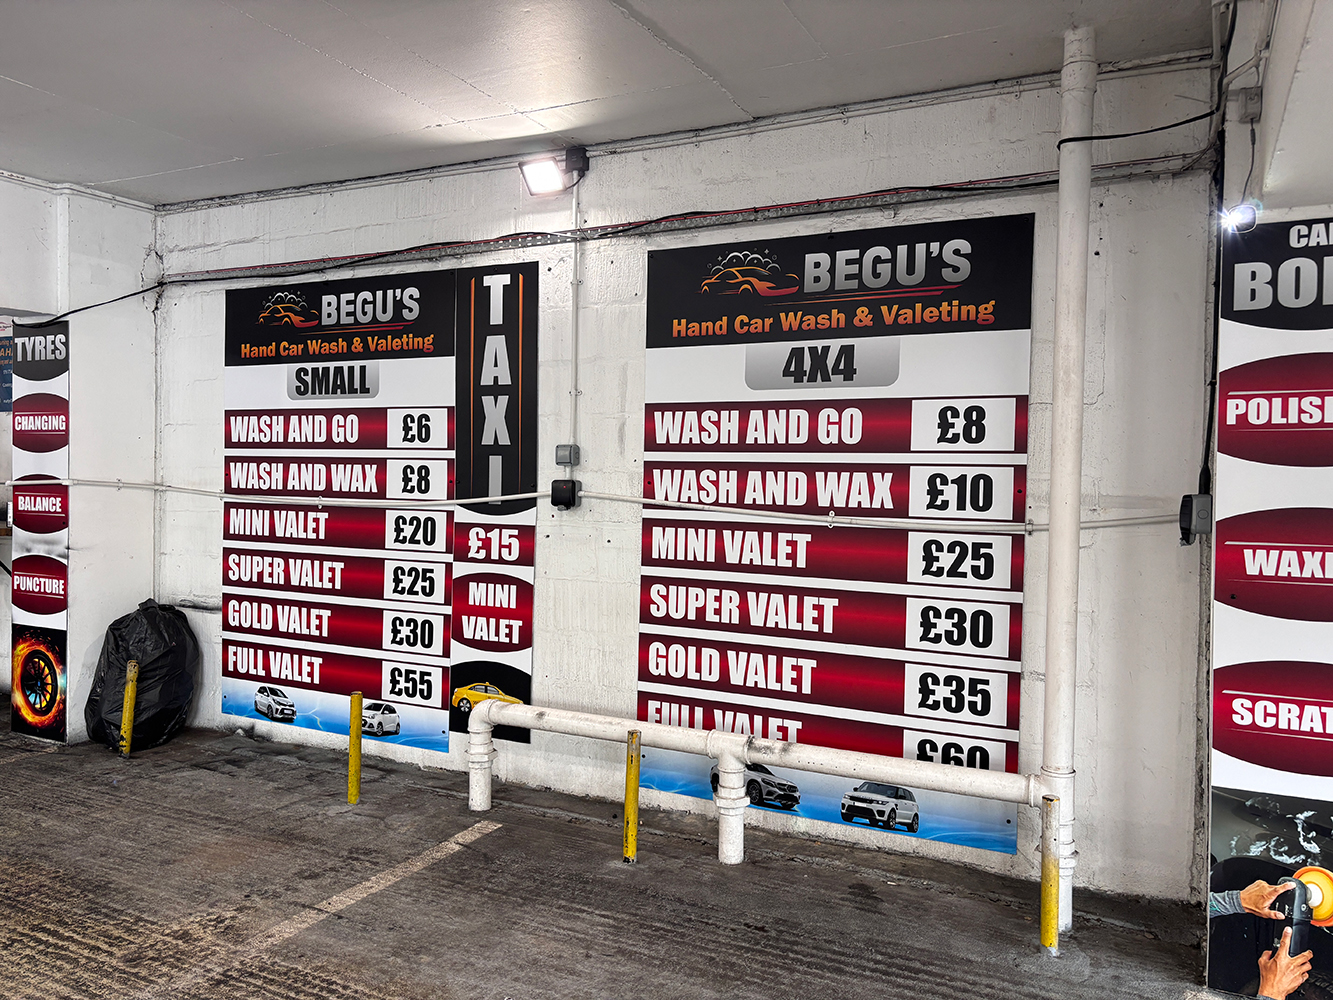 TYRES
CHANGING
BALANCE
PUNCTURE
BEGU'S
Hand Car Wash & Valeting
SMALL
WASH AND GO £6
WASH AND WAX £8
MINI VALET £20
SUPER VALET £25
GOLD VALET £30
FULL VALET £55
TAXI
£15
MINI
VALET
BEGU'S
Hand Car Wash & Valeting
4X4
WASH AND GO £8
WASH AND WAX £10
MINI VALET £25
SUPER VALET £30
GOLD VALET £35
FULL VALET £60